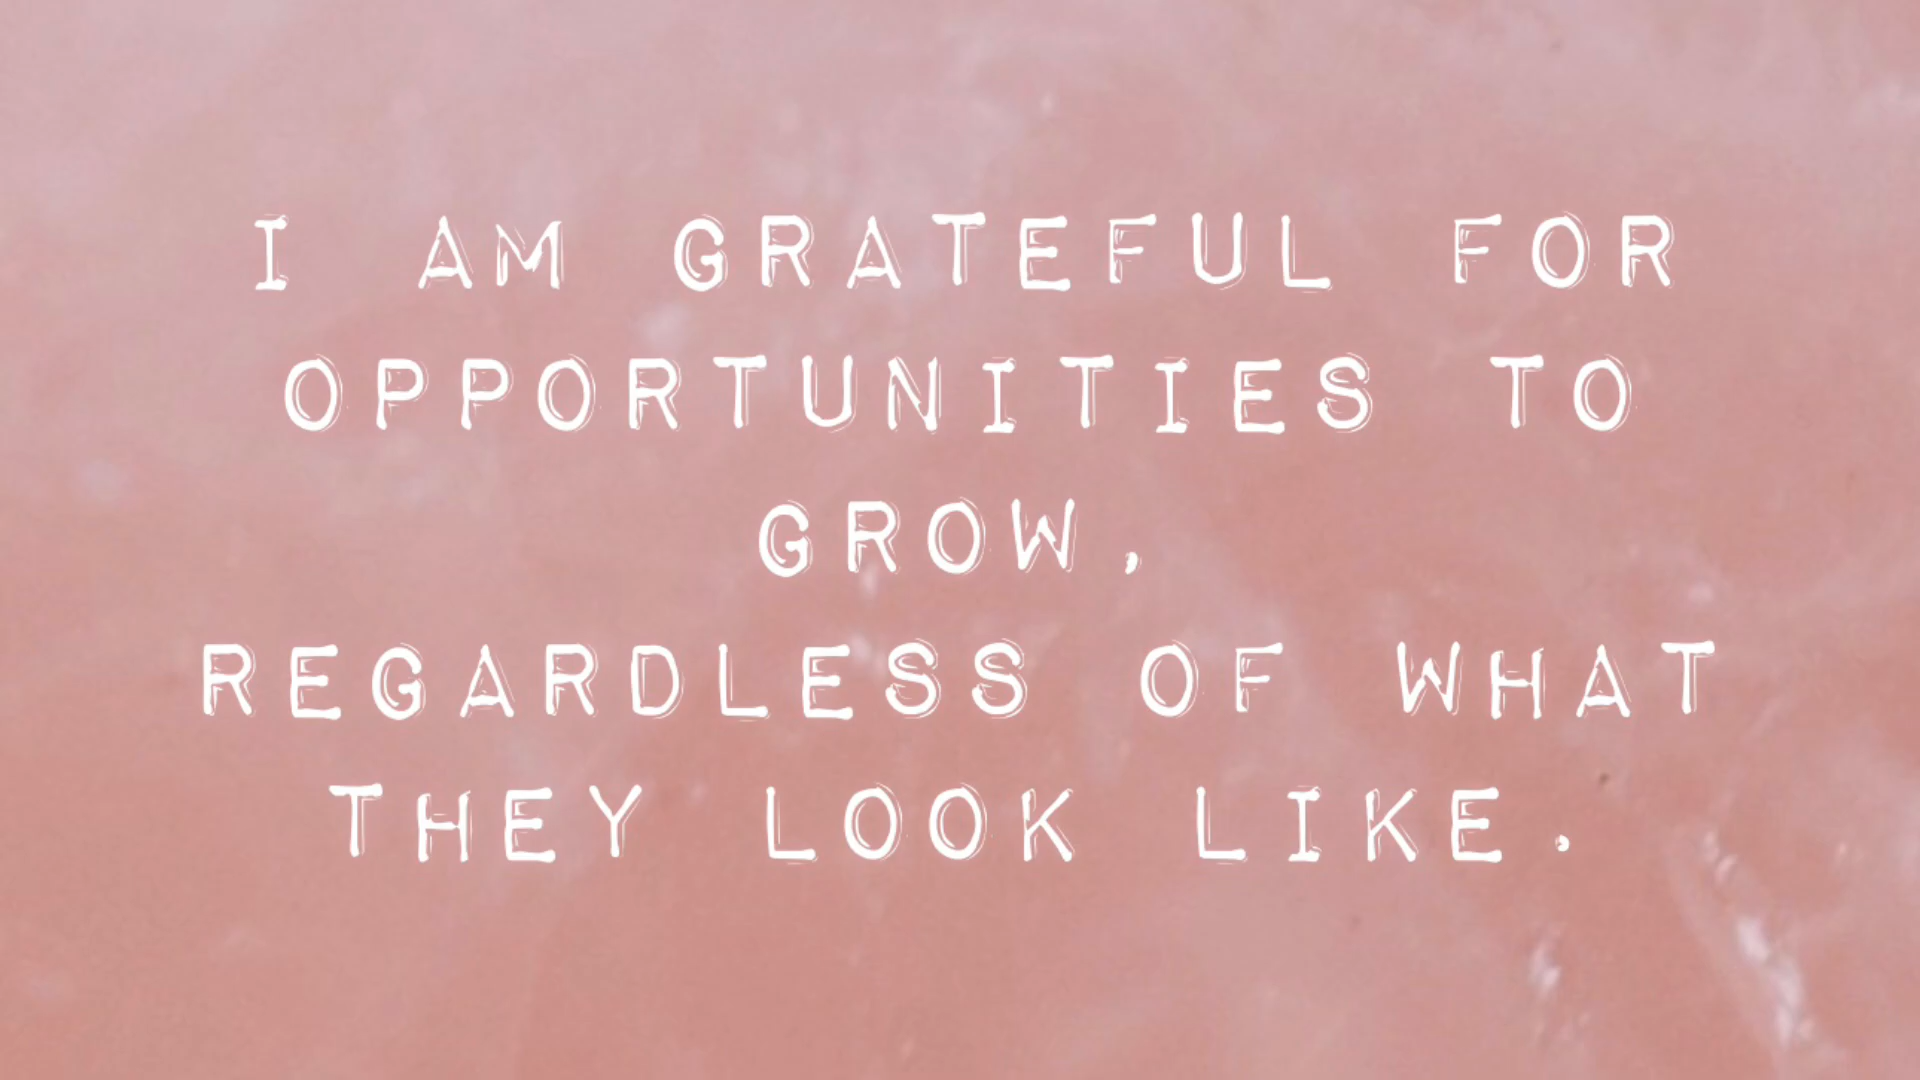 I AM GRATEFUL FOR
OPPORTUNITIES TO
GROW,
REGARDLESS OF WHAT
THEY LOOK LIKE.